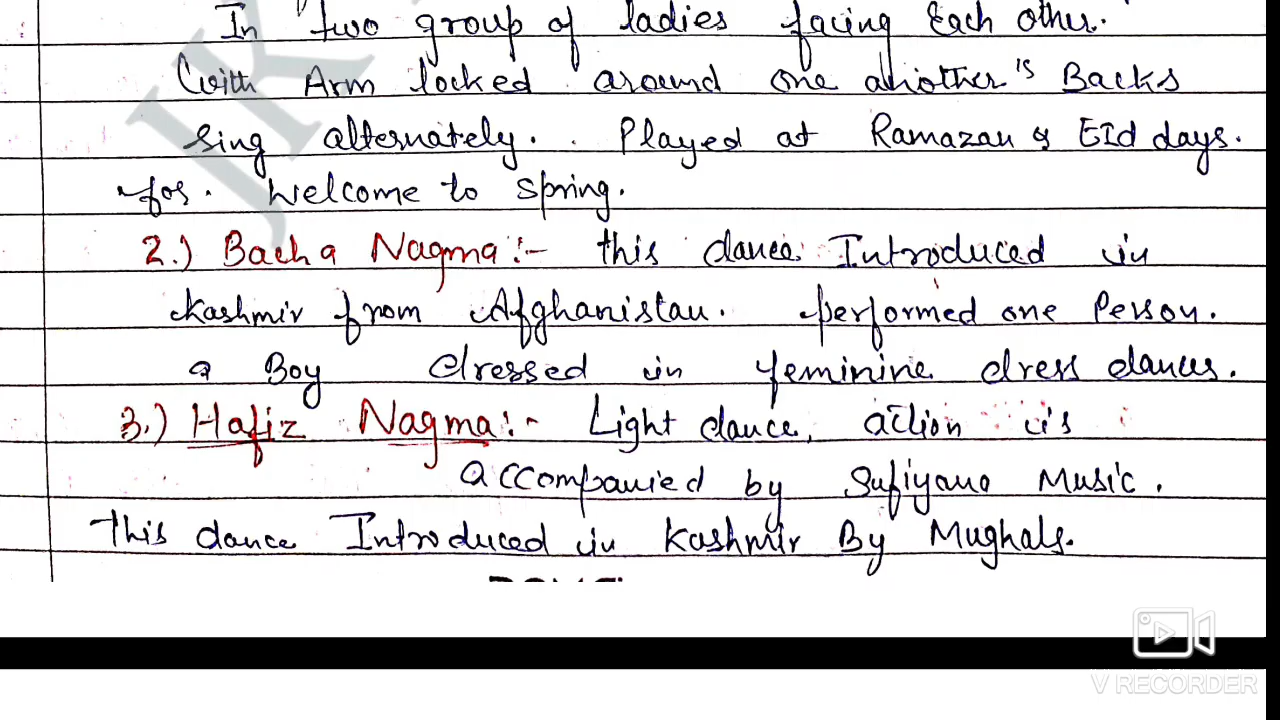 In two group of ladies facing Each other.
With Arm locked around one another's Backs
sing alternately. Played at Ramazan & EId days.
for. Welcome to spring.
2.) Bacha Nagma:- this dance Introduced in
Kashmir from Afghanistan. performed one Person.
a Boy dressed in feminine dress dances.
3.) Hafiz Nagma:- Light dance, action is
accompanied by Sufiyana Music.
This dance Introduced in Kashmir By Mughals.
V RECORDER